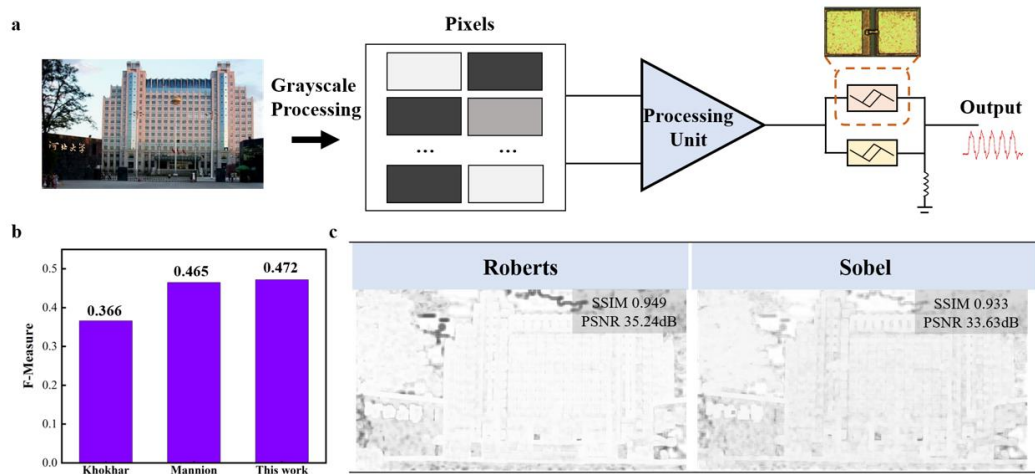 a
Pixels
Grayscale
Processing
...
...
Processing
Unit
Output
b
F-Measure
0.5
0.4
0.3
0.2
0.1
0.0
0.366
0.465
0.472
Khokhar
Mannion
This work
c
Roberts
Sobel
SSIM 0.949
PSNR 35.24dB
SSIM 0.933
PSNR 33.63dB